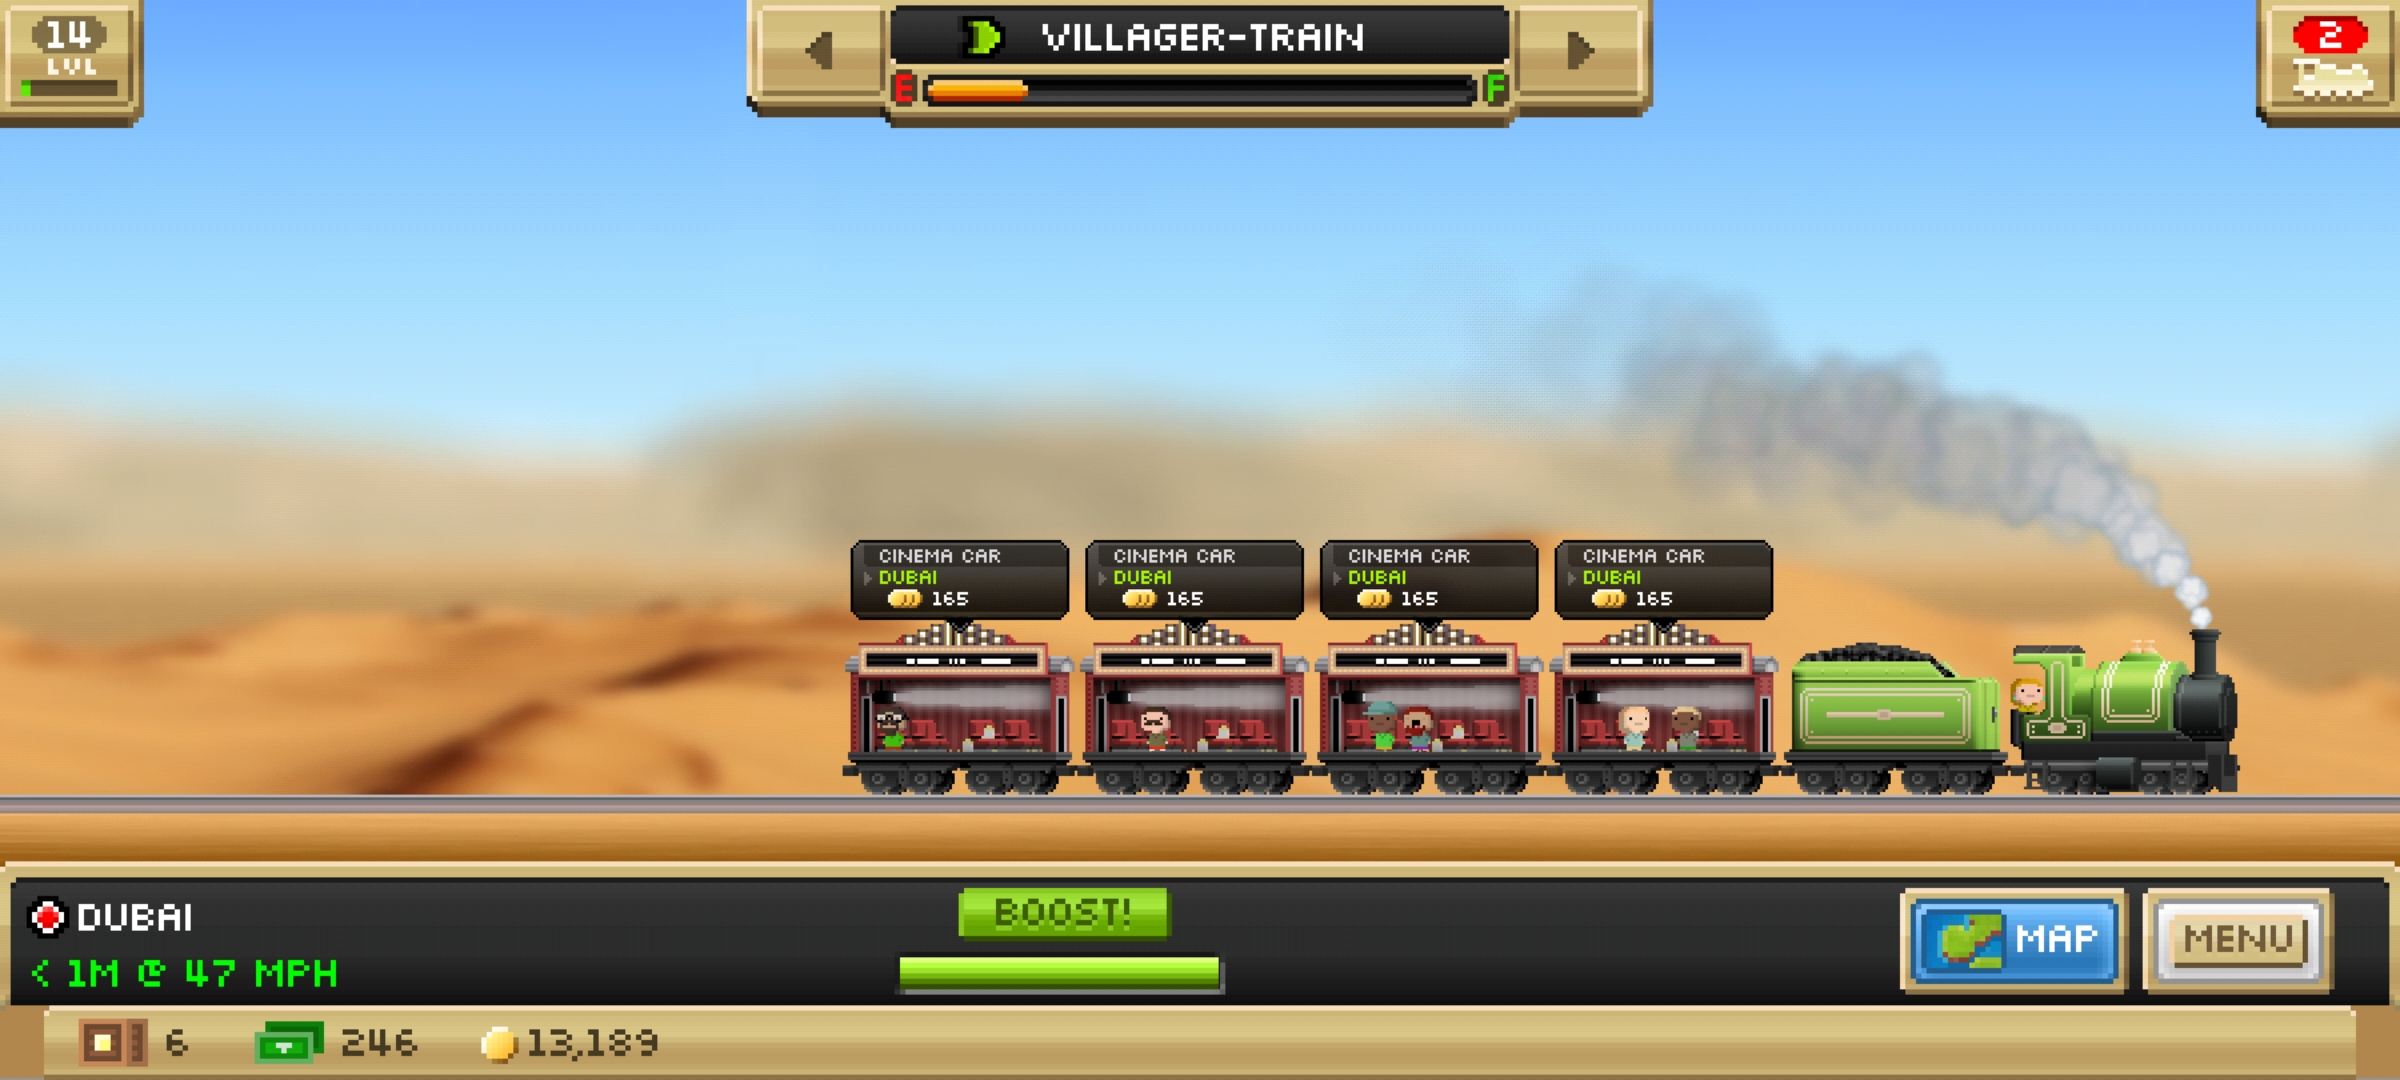 14
LVL
VILLAGER-TRAIN
E
F
2
CINEMA CAR
DUBAI
165
CINEMA CAR
DUBAI
165
CINEMA CAR
DUBAI
165
CINEMA CAR
DUBAI
165
DUBAI
BOOST!
< 1M @ 47 MPH
MAP
MENU
6
246
13,189